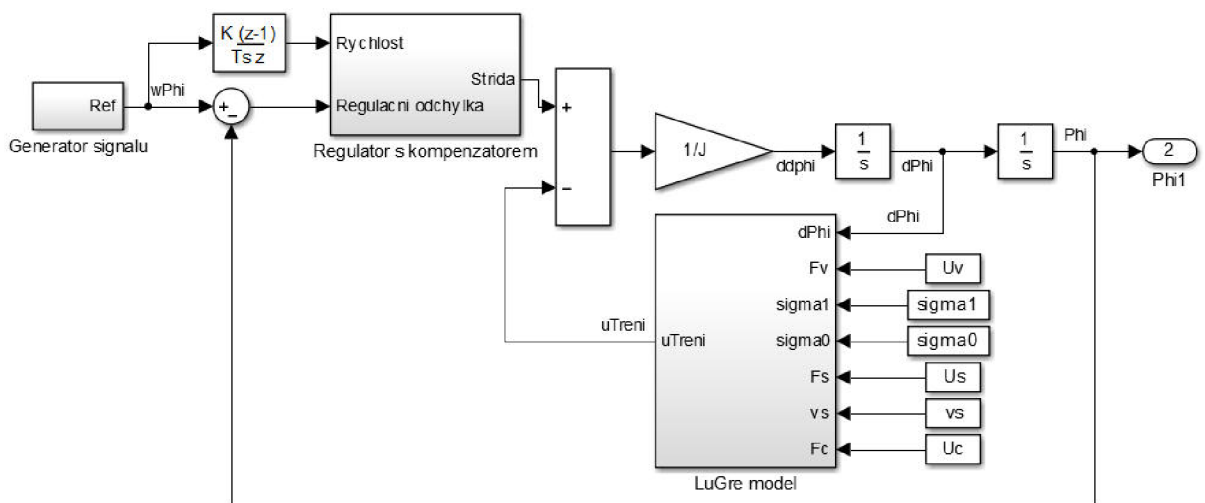 K (z-1)
Ts z
Rychlost
Strida
Regulacni odchylka
Regulator s kompenzatorem
Ref
wPhi
Generator signalu
+
−
+
−
1/J
ddphi
1
s
dPhi
1
s
Phi
2
Phi1
dPhi
dPhi
Fv
Uv
sigma1
sigma1
uTreni
uTreni
sigma0
sigma0
Fs
Us
vs
vs
Fc
Uc
LuGre model